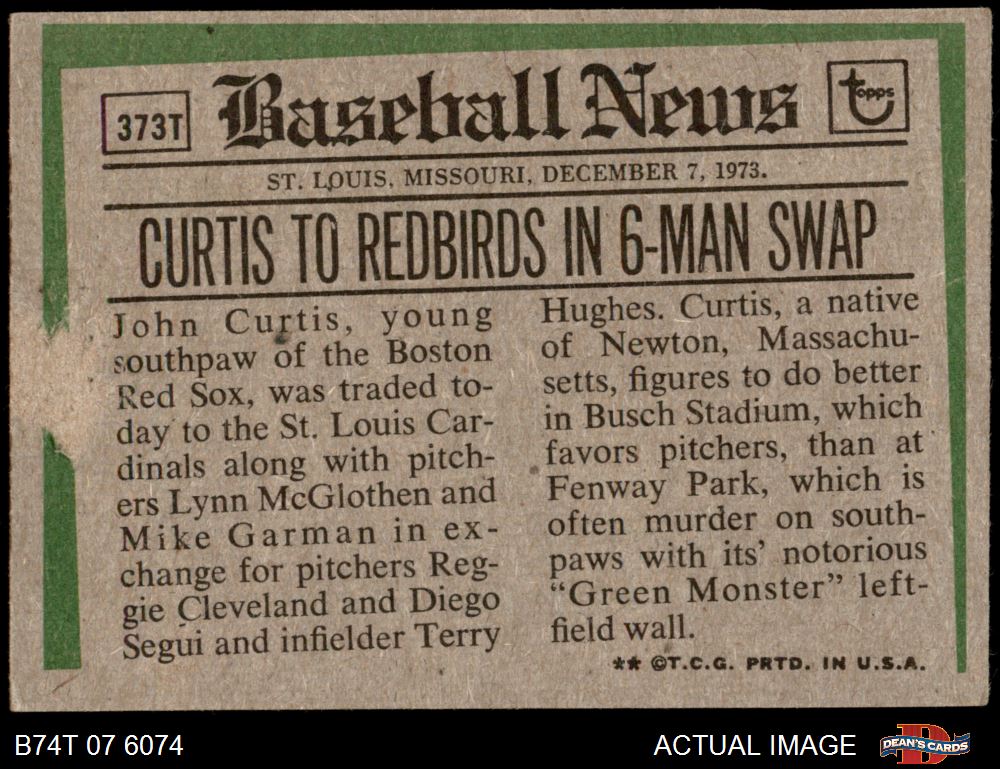 373T
Baseball News
topps
ST. LOUIS, MISSOURI, DECEMBER 7, 1973.
CURTIS TO REDBIRDS IN 6-MAN SWAP
John Curtis, young
southpaw of the Boston
Red Sox, was traded to-
day to the St. Louis Car-
dinals along with pitch-
ers Lynn McGlothen and
Mike Garman in ex-
change for pitchers Reg-
gie Cleveland and Diego
Segui and infielder Terry
Hughes. Curtis, a native
of Newton, Massachu-
setts, figures to do better
in Busch Stadium, which
favors pitchers, than at
Fenway Park, which is
often murder on south-
paws with its' notorious
“Green Monster” left-
field wall.
** ©T.C.G. PRTD. IN U.S.A.
B74T 07 6074
ACTUAL IMAGE
DEAN'S CARDS